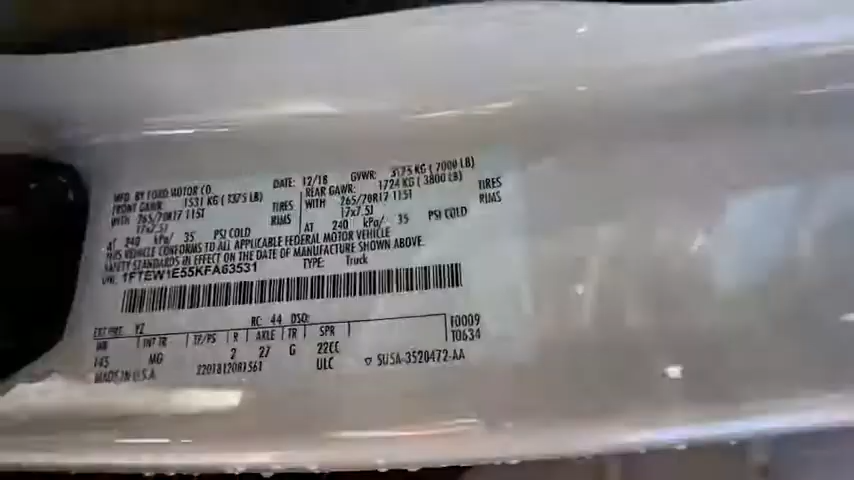 MFD. BY FORD MOTOR CO. DATE: 12/18 GVWR: 3175 KG ( 7000 LB)
FRONT GAWR: 1531 KG ( 3375 LB) REAR GAWR: 1724 KG ( 3800 LB)
WITH 265/70R17 115T TIRES WITH 265/70R17 115T TIRES
17x7.5J RIMS 17x7.5J RIMS
AT 240 kPa/ 35 PSI COLD AT 240 kPa/ 35 PSI COLD
THIS VEHICLE CONFORMS TO ALL APPLICABLE FEDERAL MOTOR VEHICLE
SAFETY STANDARDS IN EFFECT ON THE DATE OF MANUFACTURE SHOWN ABOVE.
VIN: 1FTEW1E55KFA63531 TYPE: Truck
EXT PNT: YZ RC: 44 DSO:
WB INT TR TP/PS R AXLE TR SPR T0009
145 MG 2 27 G 22CC T0634
MADE IN U.S.A. 2201812081561 ULC ▽ SU5A-3520472-AA